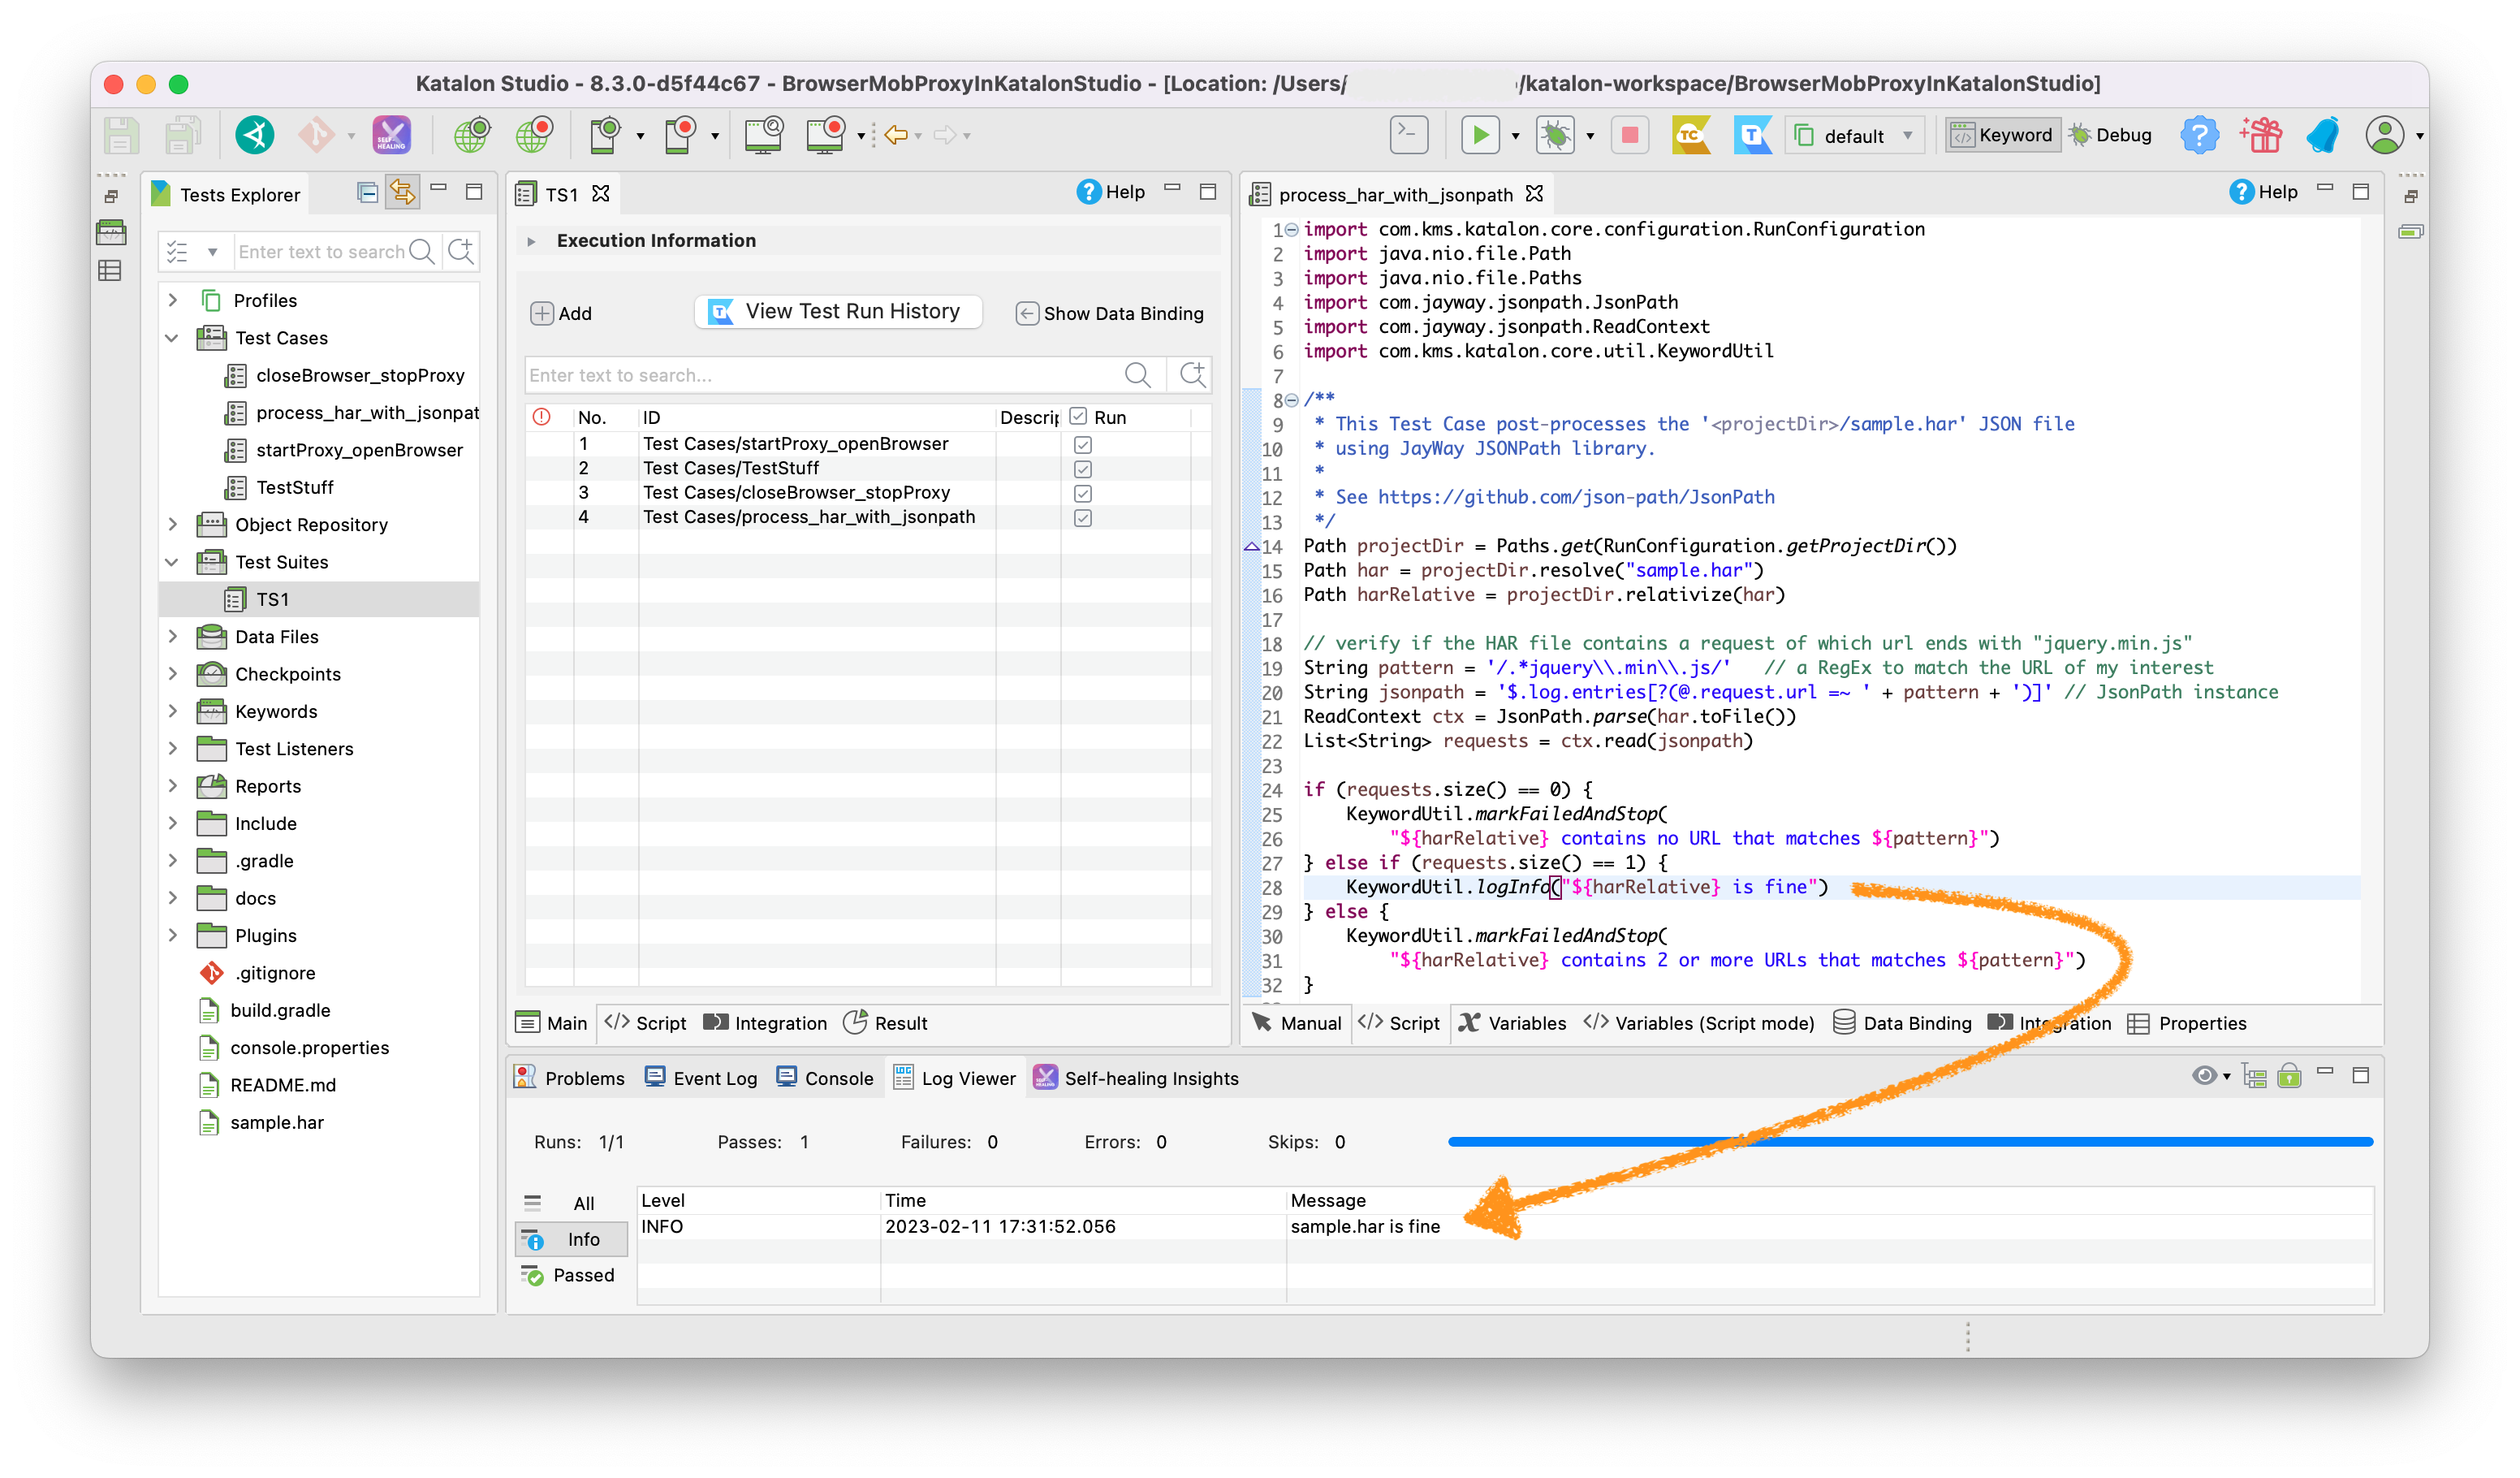 Katalon Studio - 8.3.0-d5f44c67 - BrowserMobProxyInKatalonStudio - [Location: /Users/ /katalon-workspace/BrowserMobProxyInKatalonStudio]
SELF HEALING
TC
T
default
Keyword
Debug
Tests Explorer
Enter text to search
Profiles
Test Cases
closeBrowser_stopProxy
process_har_with_jsonpat
startProxy_openBrowser
TestStuff
Object Repository
Test Suites
TS1
Data Files
Checkpoints
Keywords
Test Listeners
Reports
Include
.gradle
docs
Plugins
.gitignore
build.gradle
console.properties
README.md
sample.har
TS1
Help
Execution Information
Add
View Test Run History
Show Data Binding
Enter text to search...
No. ID Descrip Run
1 Test Cases/startProxy_openBrowser
2 Test Cases/TestStuff
3 Test Cases/closeBrowser_stopProxy
4 Test Cases/process_har_with_jsonpath
Main Script Integration Result
process_har_with_jsonpath
Help
1 import com.kms.katalon.core.configuration.RunConfiguration
2 import java.nio.file.Path
3 import java.nio.file.Paths
4 import com.jayway.jsonpath.JsonPath
5 import com.jayway.jsonpath.ReadContext
6 import com.kms.katalon.core.util.KeywordUtil
7
8 /**
9 * This Test Case post-processes the '<projectDir>/sample.har' JSON file
10 * using JayWay JSONPath library.
11 *
12 * See https://github.com/json-path/JsonPath
13 */
14 Path projectDir = Paths.get(RunConfiguration.getProjectDir())
15 Path har = projectDir.resolve("sample.har")
16 Path harRelative = projectDir.relativize(har)
17
18 // verify if the HAR file contains a request of which url ends with "jquery.min.js"
19 String pattern = '/.*jquery\\.min\\.js/' // a RegEx to match the URL of my interest
20 String jsonpath = '$.log.entries[?(@.request.url =~ ' + pattern + ')]' // JsonPath instance
21 ReadContext ctx = JsonPath.parse(har.toFile())
22 List<String> requests = ctx.read(jsonpath)
23
24 if (requests.size() == 0) {
25 KeywordUtil.markFailedAndStop(
26 "${harRelative} contains no URL that matches ${pattern}")
27 } else if (requests.size() == 1) {
28 KeywordUtil.logInfo("${harRelative} is fine")
29 } else {
30 KeywordUtil.markFailedAndStop(
31 "${harRelative} contains 2 or more URLs that matches ${pattern}")
32 }
Manual Script Variables Variables (Script mode) Data Binding Integration Properties
Problems Event Log Console Log Viewer Self-healing Insights
Runs: 1/1 Passes: 1 Failures: 0 Errors: 0 Skips: 0
All
Info
Passed
Level Time Message
INFO 2023-02-11 17:31:52.056 sample.har is fine